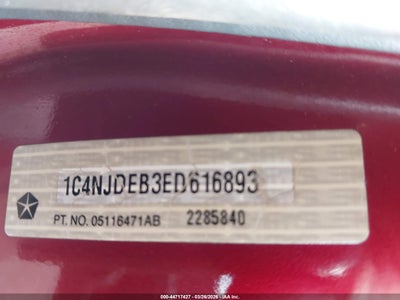 1C4NJDEB3ED616893
PT. NO. 05116471AB 2285840
000-44717427 - 03/26/2026 - IAA Inc.